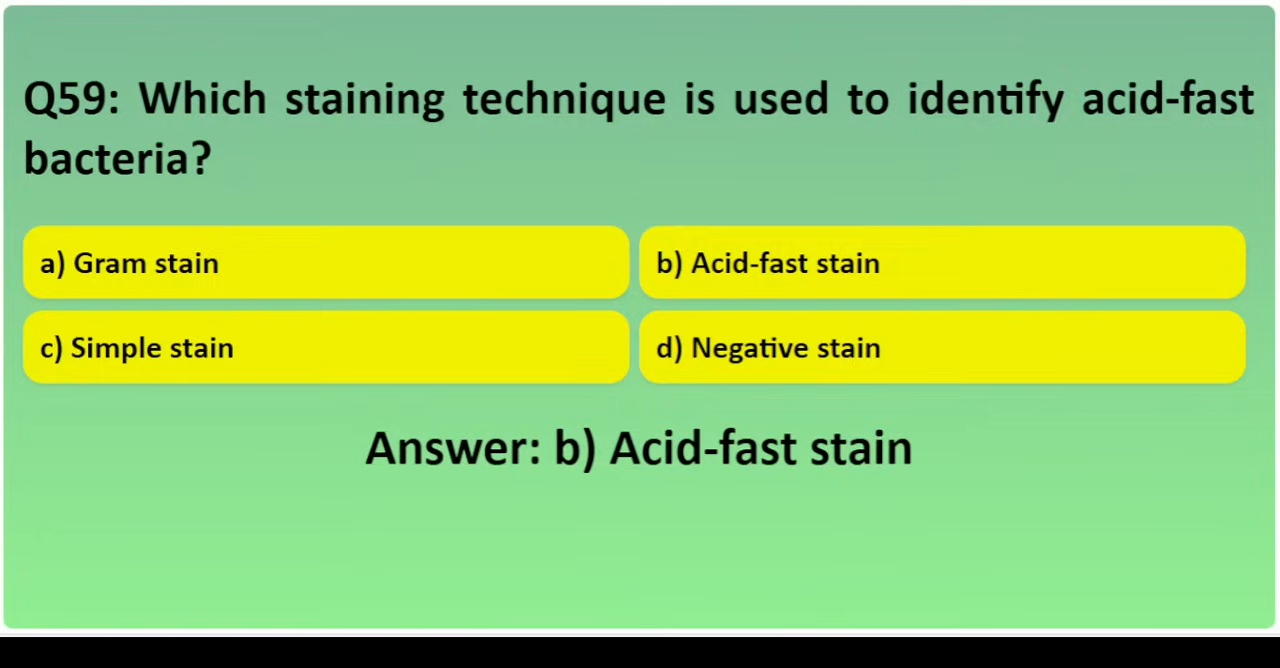 Q59: Which staining technique is used to identify acid-fast
bacteria?
a) Gram stain
b) Acid-fast stain
c) Simple stain
d) Negative stain
Answer: b) Acid-fast stain